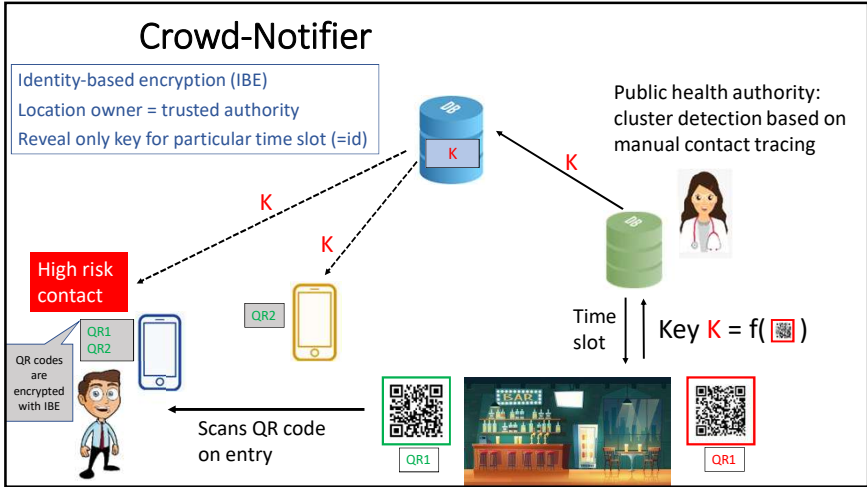 Crowd-Notifier
Identity-based encryption (IBE)
Location owner = trusted authority
Reveal only key for particular time slot (=id)
DB
K
Public health authority:
cluster detection based on
manual contact tracing
K
K
K
DB
High risk
contact
QR1
QR2
QR codes
are
encrypted
with IBE
QR2
Time
slot
Key K = f( )
Scans QR code
on entry
BAR
QR1
QR1